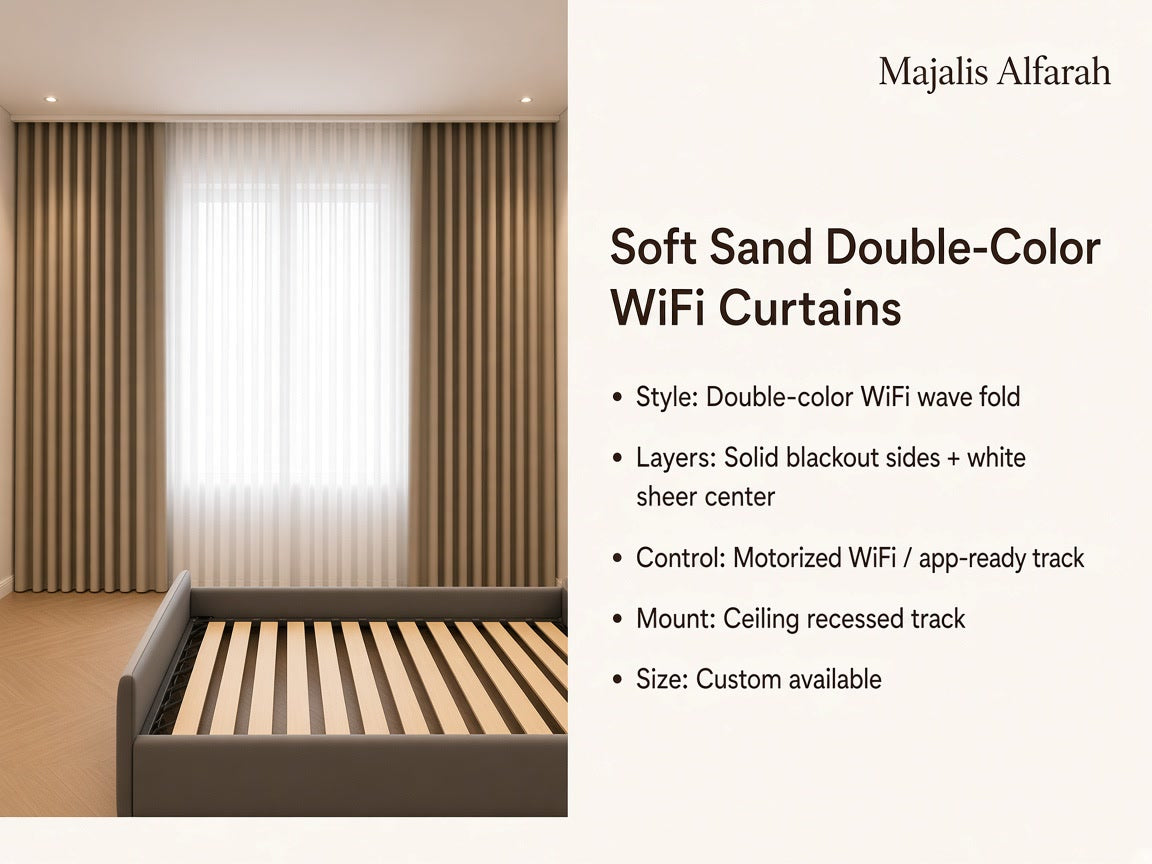 Majalis Alfarah
Soft Sand Double-Color
WiFi Curtains
• Style: Double-color WiFi wave fold
• Layers: Solid blackout sides + white
sheer center
• Control: Motorized WiFi / app-ready track
• Mount: Ceiling recessed track
• Size: Custom available